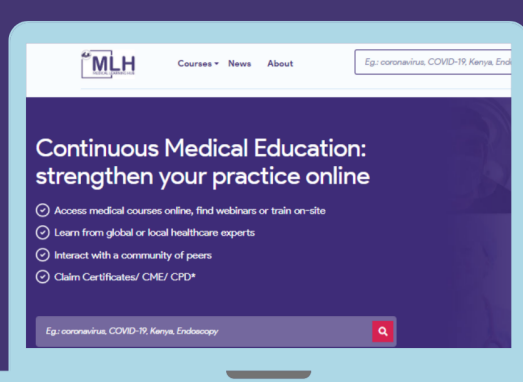 MLH
Courses News About
Eg.: coronavirus, COVID-19, Kenya, End
Continuous Medical Education:
strengthen your practice online
Access medical courses online, find webinars or train on-site
Learn from global or local healthcare experts
Interact with a community of peers
Claim Certificates/ CME/ CPD*
Eg.: coronavirus, COVID-19, Kenya, Endoscopy